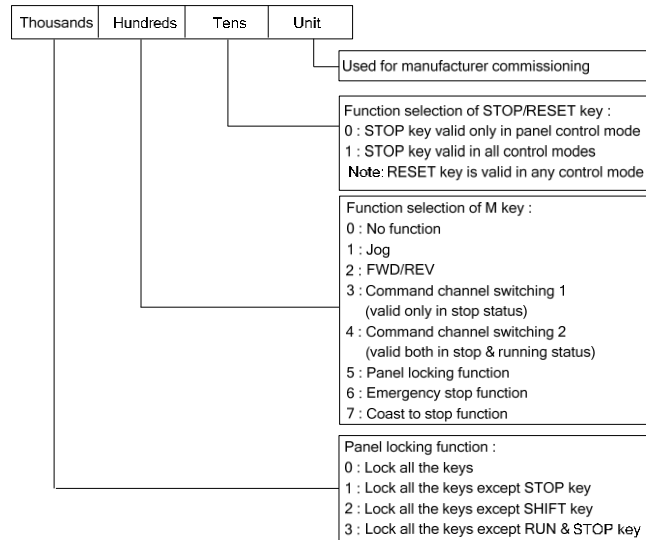 Thousands Hundreds Tens Unit
Used for manufacturer commissioning
Function selection of STOP/RESET key :
0 : STOP key valid only in panel control mode
1 : STOP key valid in all control modes
Note: RESET key is valid in any control mode
Function selection of M key :
0 : No function
1 : Jog
2 : FWD/REV
3 : Command channel switching 1
(valid only in stop status)
4 : Command channel switching 2
(valid both in stop & running status)
5 : Panel locking function
6 : Emergency stop function
7 : Coast to stop function
Panel locking function :
0 : Lock all the keys
1 : Lock all the keys except STOP key
2 : Lock all the keys except SHIFT key
3 : Lock all the keys except RUN & STOP key